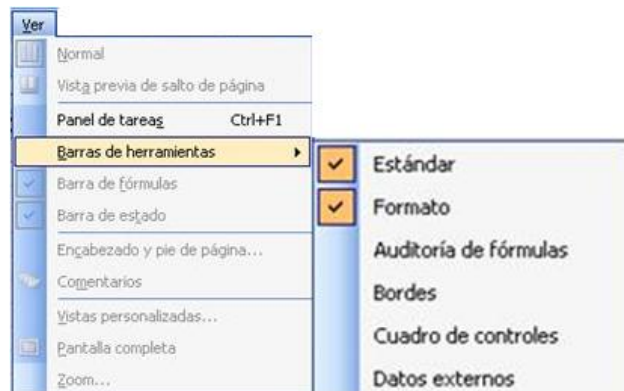 Ver
Normal
Vista previa de salto de página
Panel de tareas Ctrl+F1
Barras de herramientas
Barra de fórmulas
Barra de estado
Encabezado y pie de página...
Comentarios
Vistas personalizadas...
Pantalla completa
Zoom...
Estándar
Formato
Auditoría de fórmulas
Bordes
Cuadro de controles
Datos externos